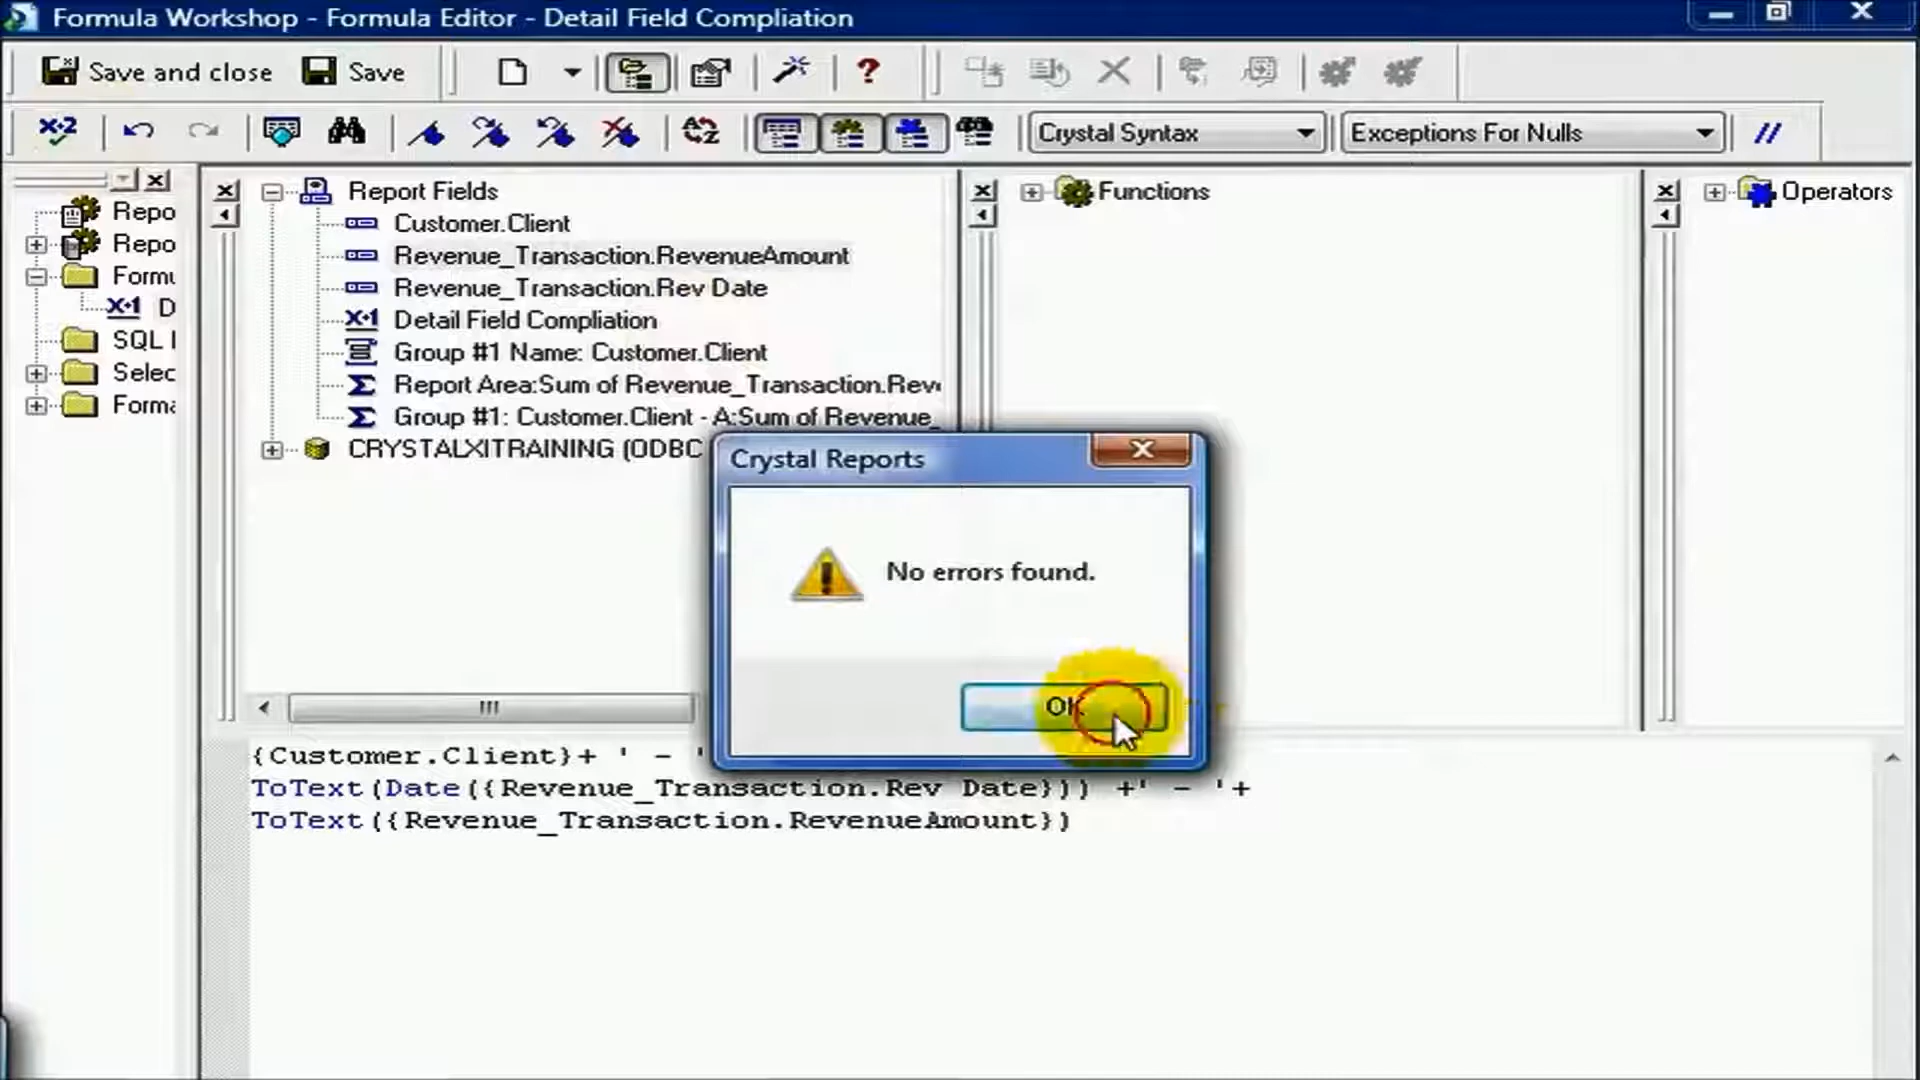 Formula Workshop - Formula Editor - Detail Field Compliation
Save and close Save
Crystal Syntax Exceptions For Nulls
Repo
Repo
Formu
D
SQL
Selec
Forma
Report Fields
Customer.Client
Revenue_Transaction.RevenueAmount
Revenue_Transaction.Rev Date
Detail Field Compliation
Group #1 Name: Customer.Client
Report Area:Sum of Revenue_Transaction.Reve
Group #1: Customer.Client - A:Sum of Revenue_
CRYSTALXITRAINING (ODBC
Functions
Operators
Crystal Reports
No errors found.
OK
{Customer.Client}+ ' - '
ToText(Date({Revenue_Transaction.Rev Date})) +' - '+
ToText({Revenue_Transaction.RevenueAmount})